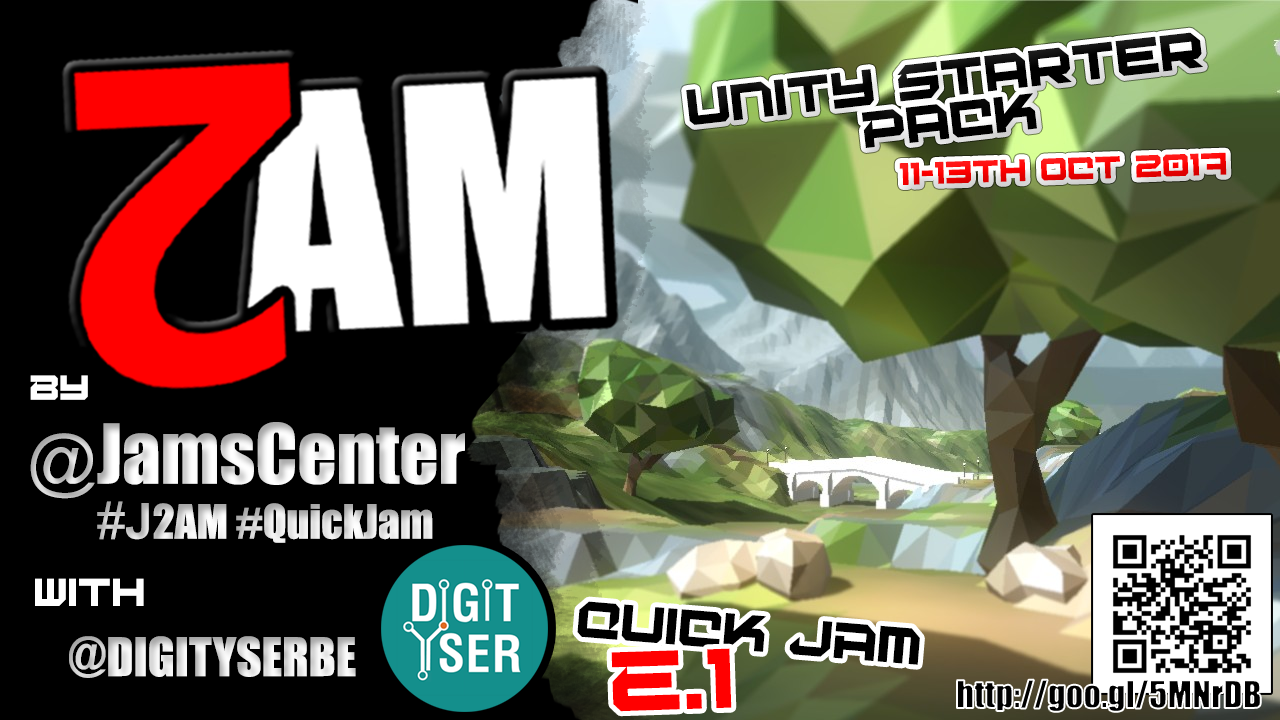 2AM
UNITY STARTER
PACK
11-13TH OCT 2017
BY
@JamsCenter
#J2AM #QuickJam
WITH
@DIGITYSERBE
DIGIT
YSER
QUICK JAM
E.1
http://goo.gl/5MNrDB